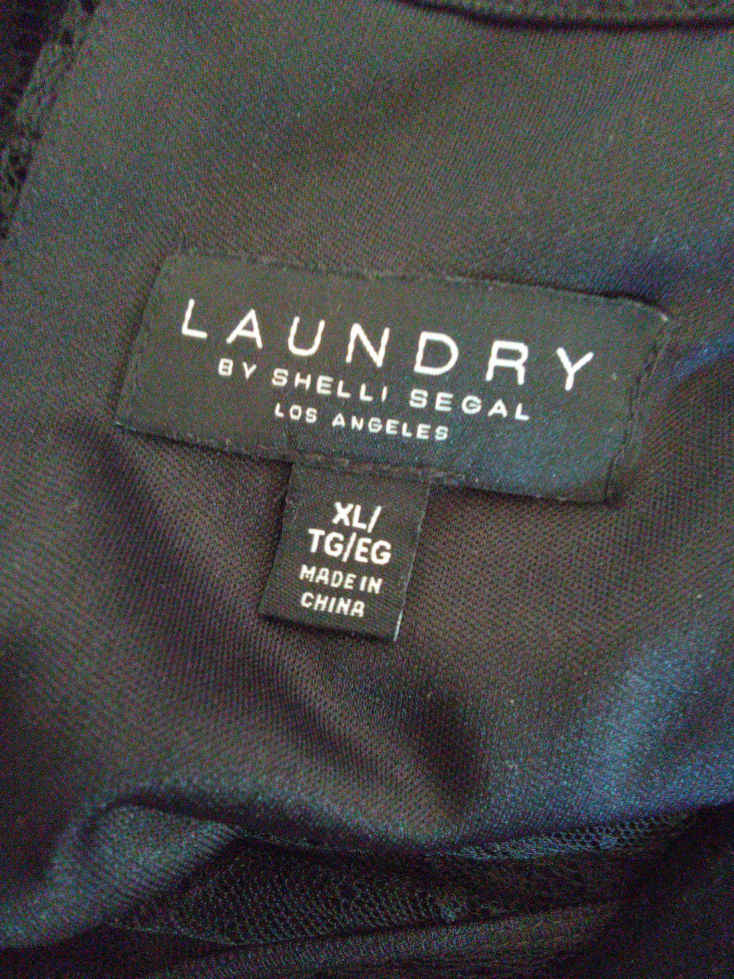 LAUNDRY
BY SHELLI SEGAL
LOS ANGELES
XL/
TG/EG
MADE IN
CHINA